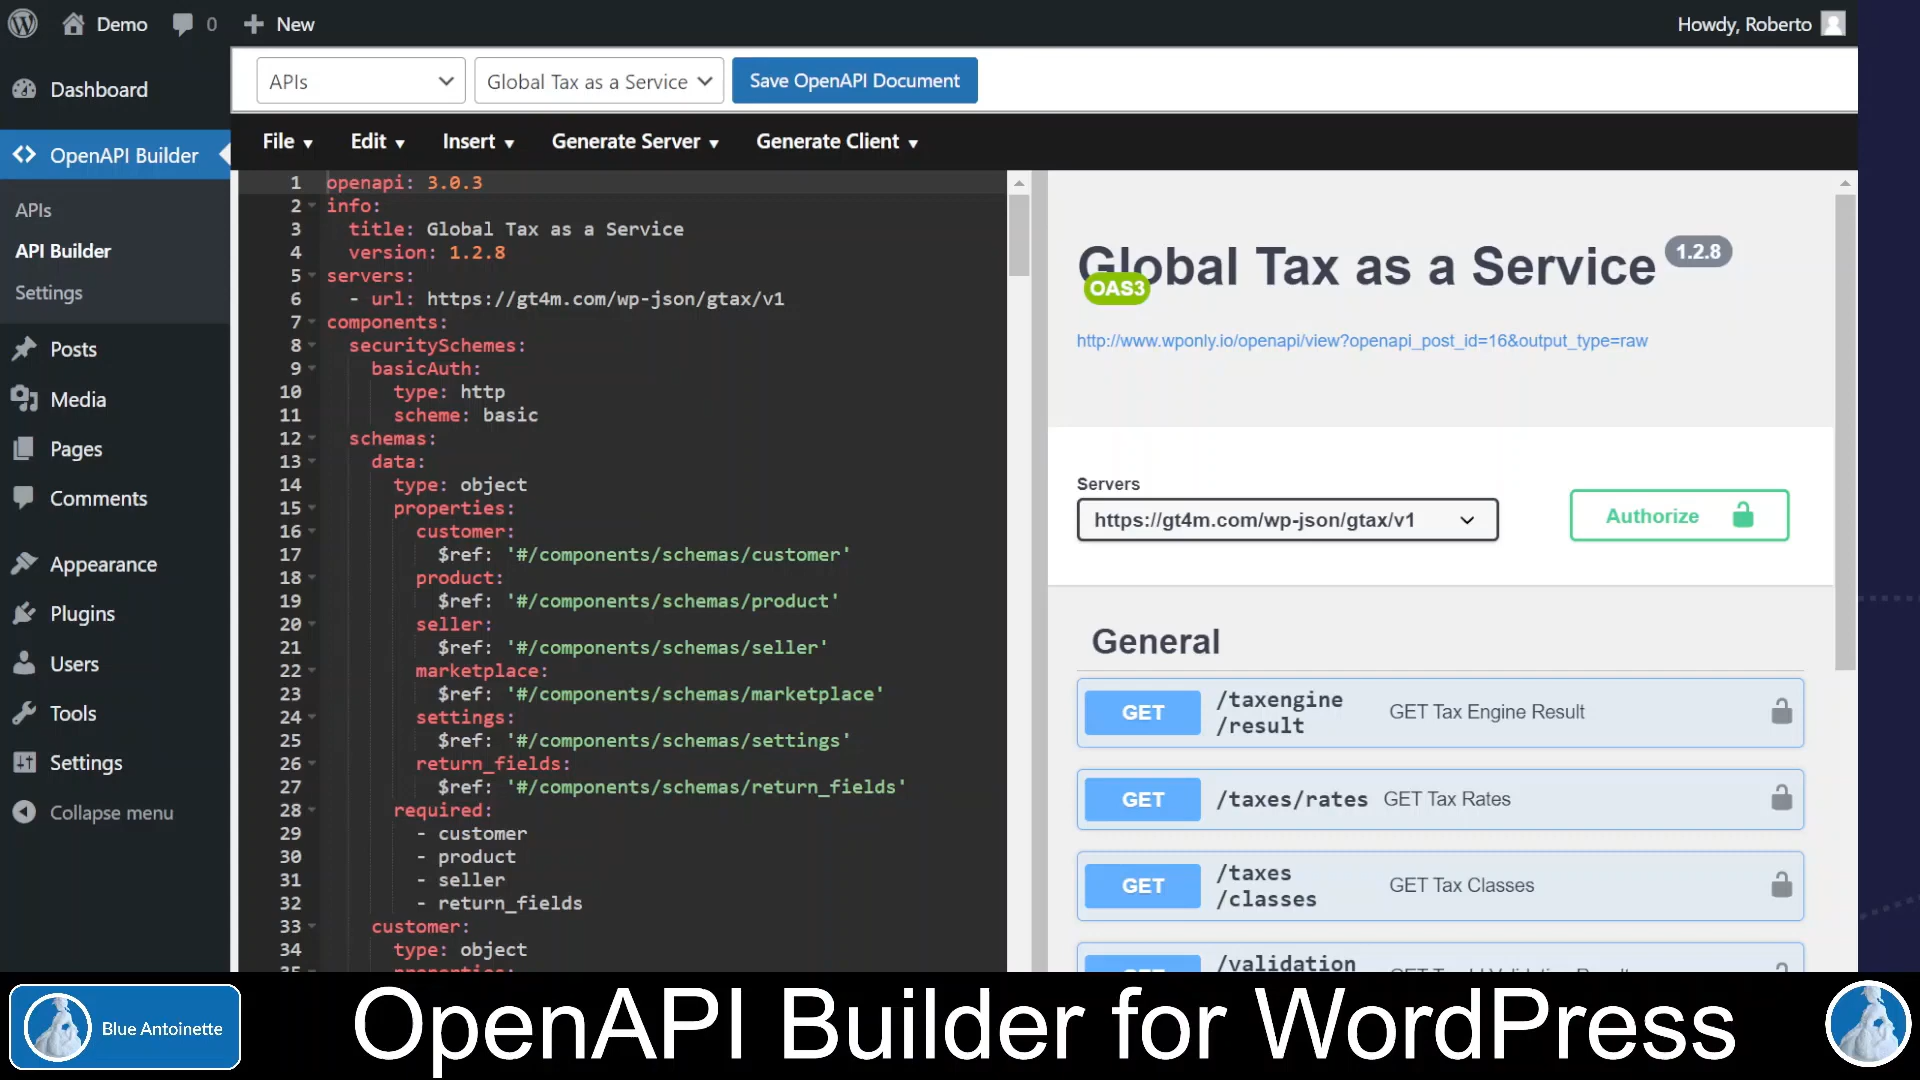 Demo 0 New Howdy, Roberto
Dashboard
OpenAPI Builder
APIs
API Builder
Settings
Posts
Media
Pages
Comments
Appearance
Plugins
Users
Tools
Settings
Collapse menu
APIs Global Tax as a Service Save OpenAPI Document
File Edit Insert Generate Server Generate Client
1 openapi: 3.0.3
2 info:
3 title: Global Tax as a Service
4 version: 1.2.8
5 servers:
6 - url: https://gt4m.com/wp-json/gtax/v1
7 components:
8 securitySchemes:
9 basicAuth:
10 type: http
11 scheme: basic
12 schemas:
13 data:
14 type: object
15 properties:
16 customer:
17 $ref: '#/components/schemas/customer'
18 product:
19 $ref: '#/components/schemas/product'
20 seller:
21 $ref: '#/components/schemas/seller'
22 marketplace:
23 $ref: '#/components/schemas/marketplace'
24 settings:
25 $ref: '#/components/schemas/settings'
26 return_fields:
27 $ref: '#/components/schemas/return_fields'
28 required:
29 - customer
30 - product
31 - seller
32 - return_fields
33 customer:
34 type: object
35 properties:
Global Tax as a Service 1.2.8
OAS3
http://www.wponly.io/openapi/view?openapi_post_id=16&output_type=raw
Servers
https://gt4m.com/wp-json/gtax/v1
Authorize
General
GET /taxengine/result GET Tax Engine Result
GET /taxes/rates GET Tax Rates
GET /taxes/classes GET Tax Classes
GET /validation
Blue Antoinette
OpenAPI Builder for WordPress